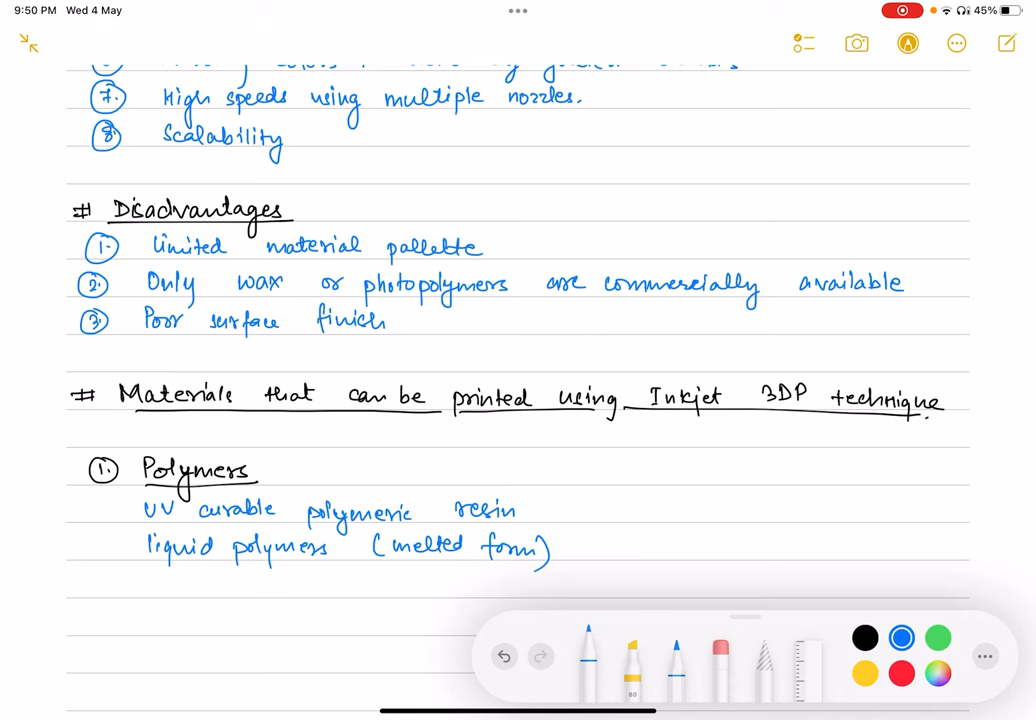 9:50 PM Wed 4 May
45%
7. High speeds using multiple nozzles.
8. Scalability
# Disadvantages
1. limited material pallette
2. Only wax or photopolymers are commercially available
3. Poor surface finish
# Materials that can be printed using Inkjet 3DP technique
1. Polymers
UV curable polymeric resin
liquid polymers (melted form)
80